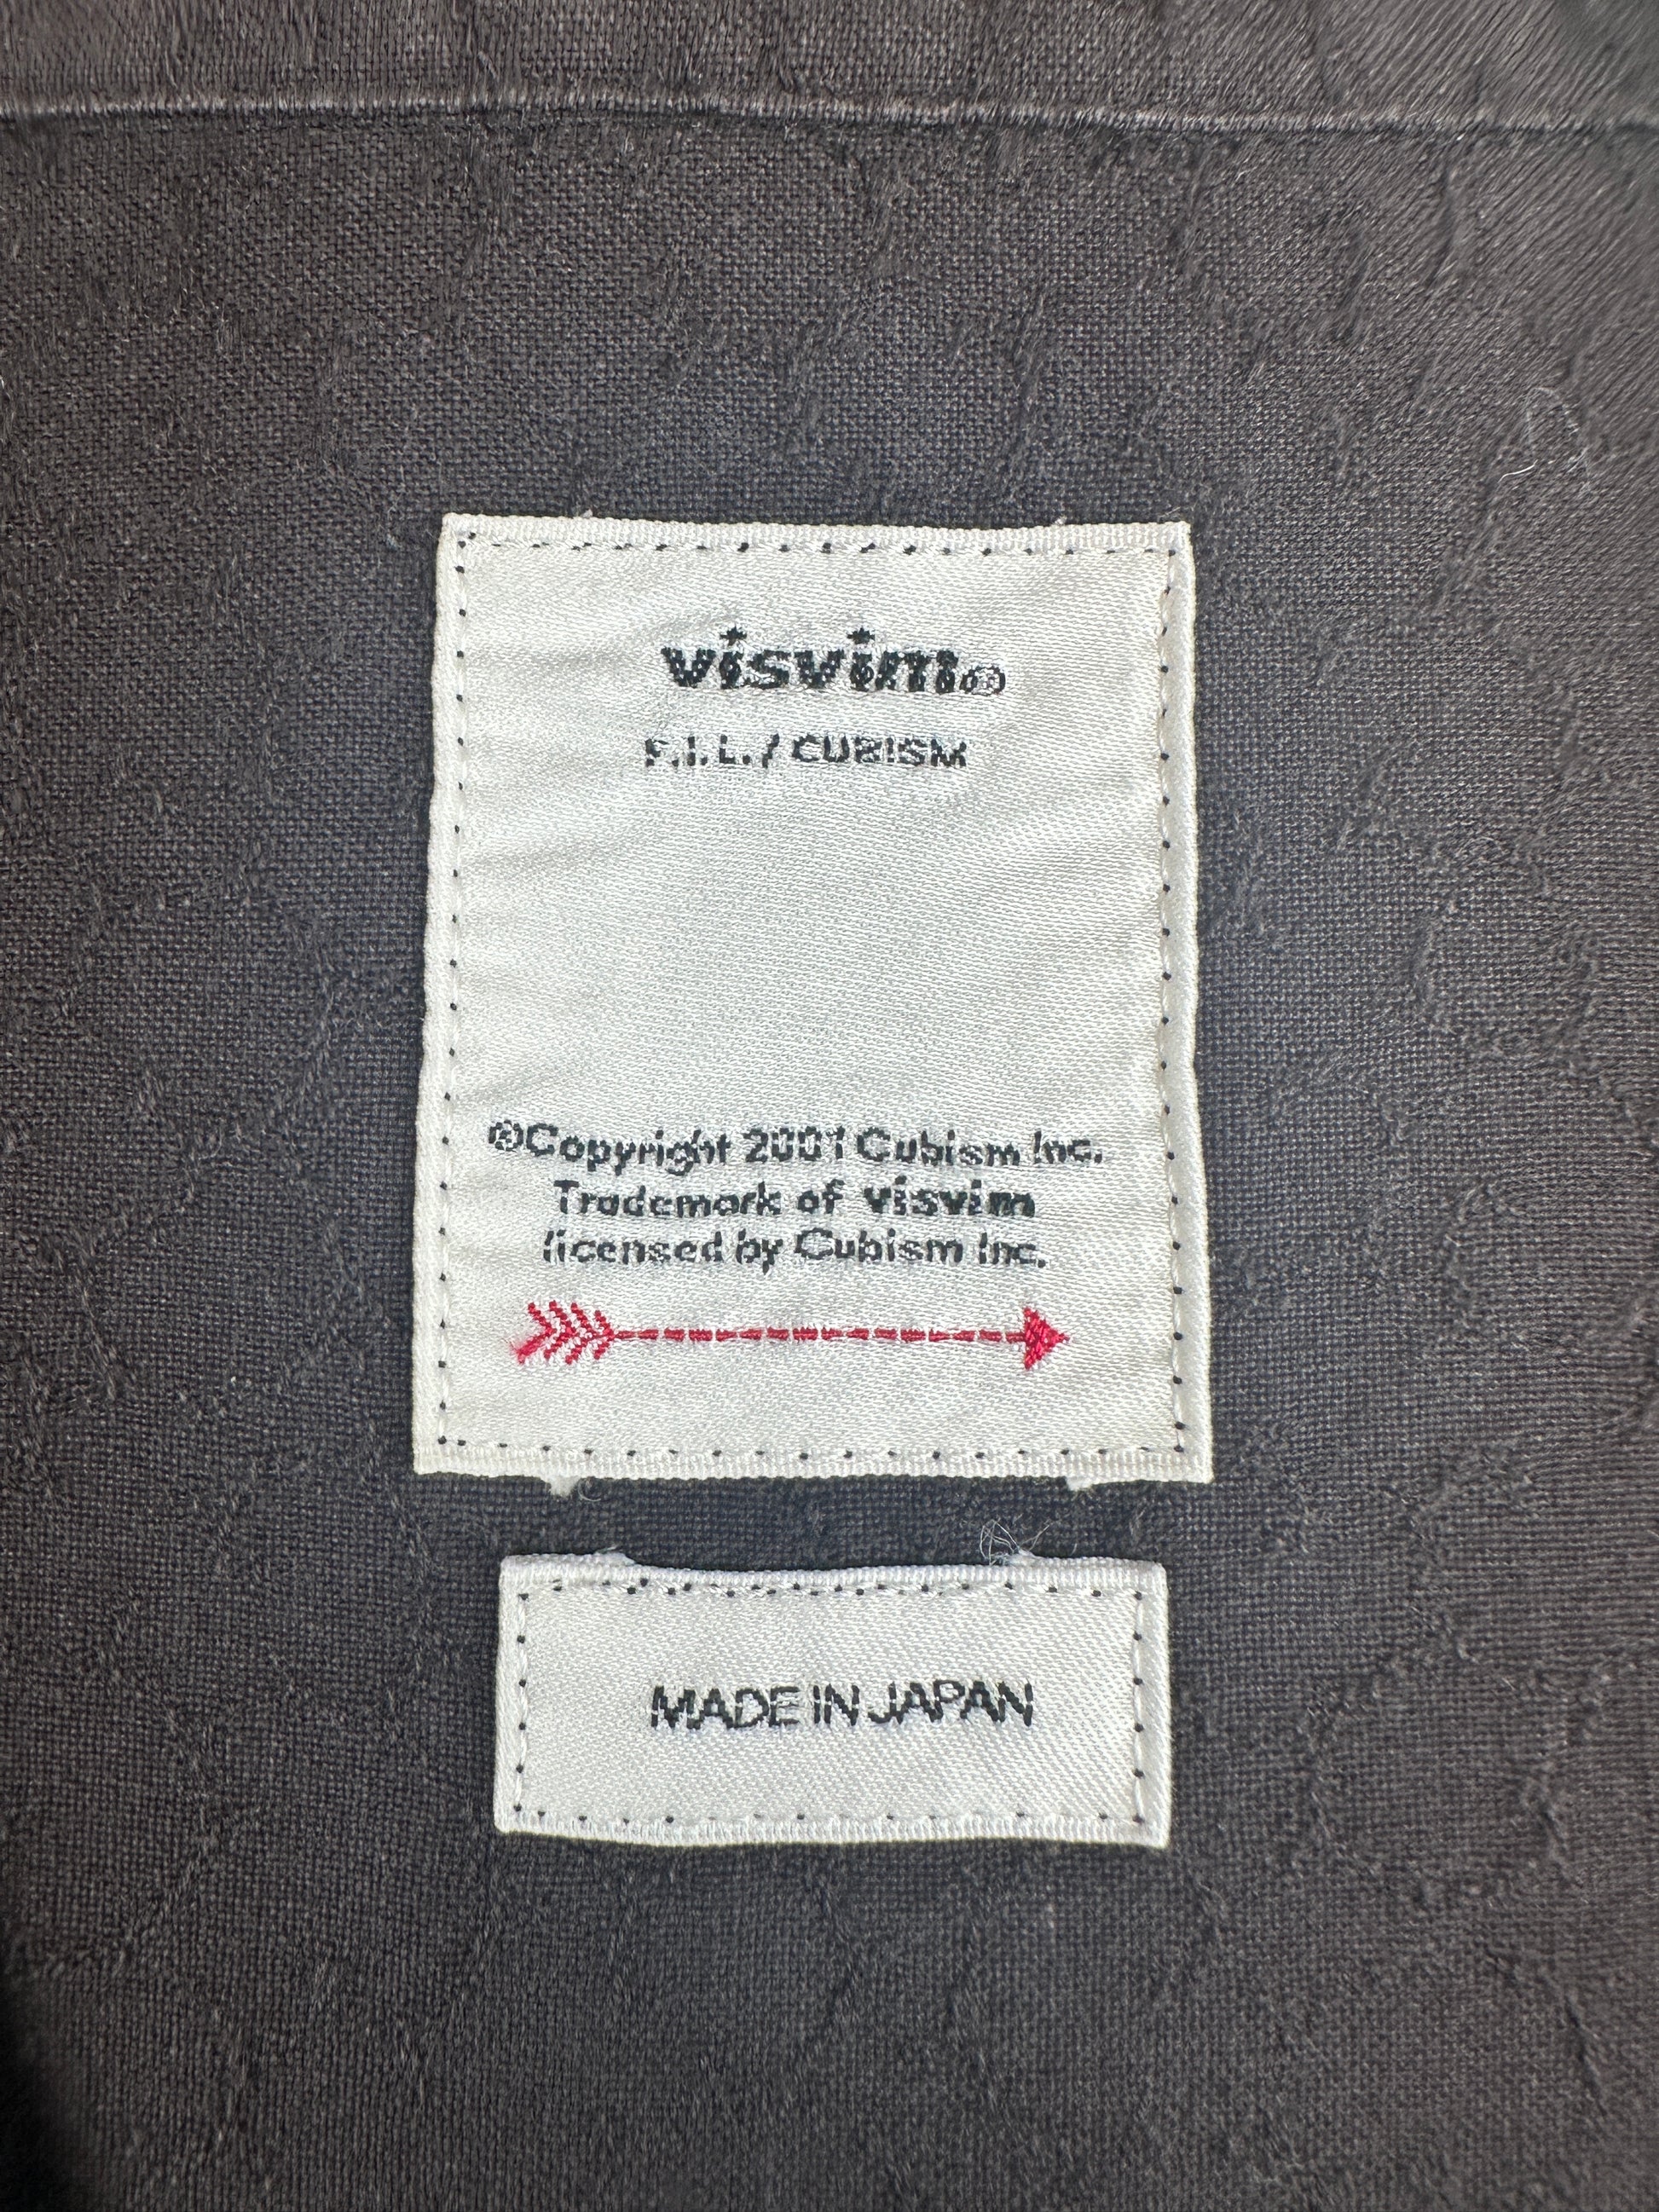 visvim®
F.I.L. / CUBISM
©Copyright 2001 Cubism Inc.
Trademark of visvim
licensed by Cubism Inc.
MADE IN JAPAN